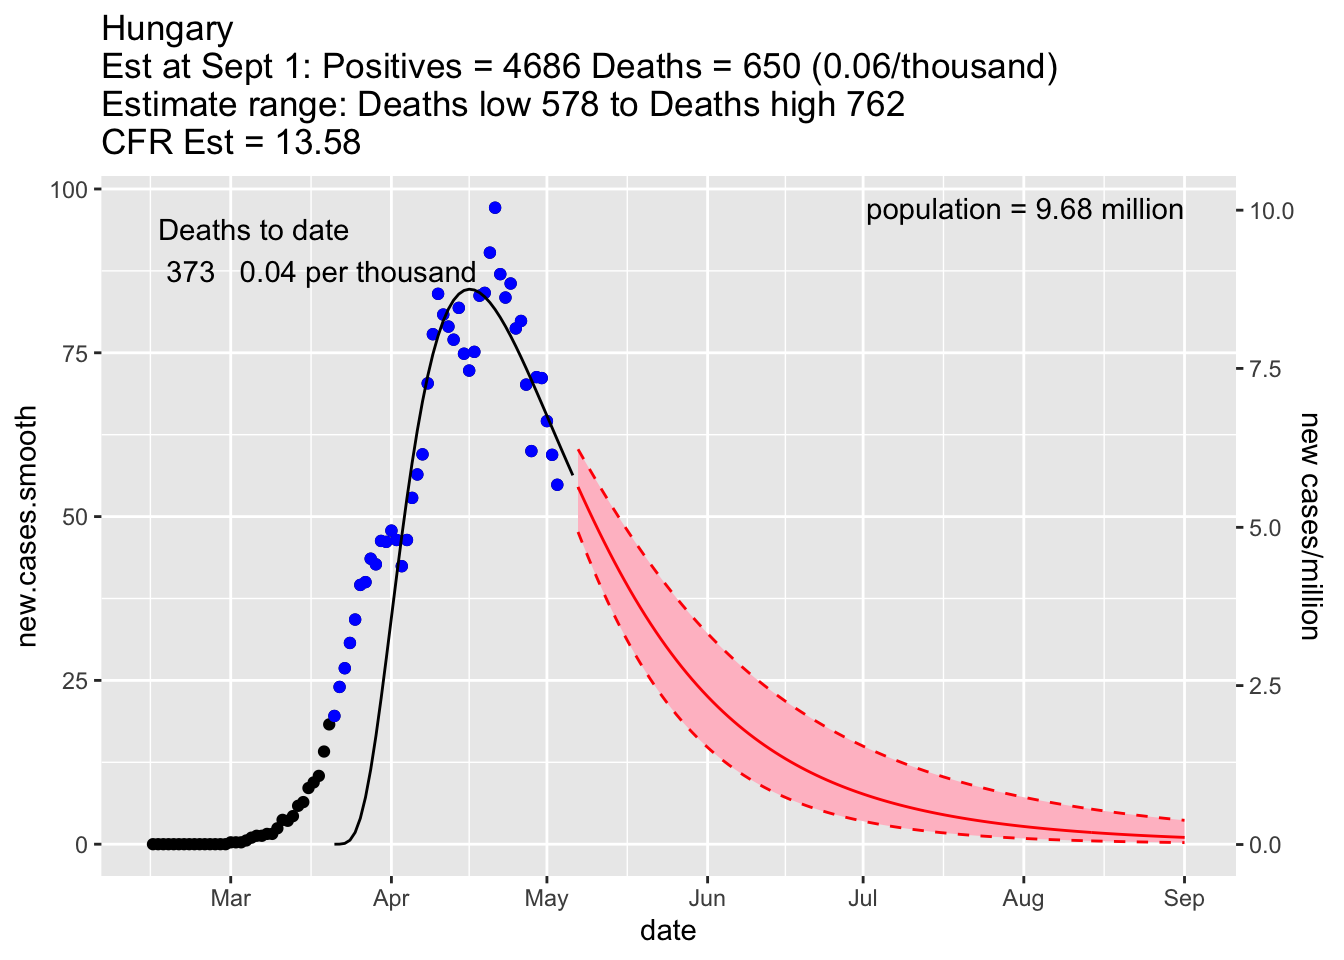 Hungary
Est at Sept 1: Positives = 4686 Deaths = 650 (0.06/thousand)
Estimate range: Deaths low 578 to Deaths high 762
CFR Est = 13.58
Deaths to date
373 0.04 per thousand
population = 9.68 million
new.cases.smooth
100
75
50
25
0
10.0
7.5
5.0
2.5
0.0
new cases/million
Mar Apr May Jun Jul Aug Sep
date